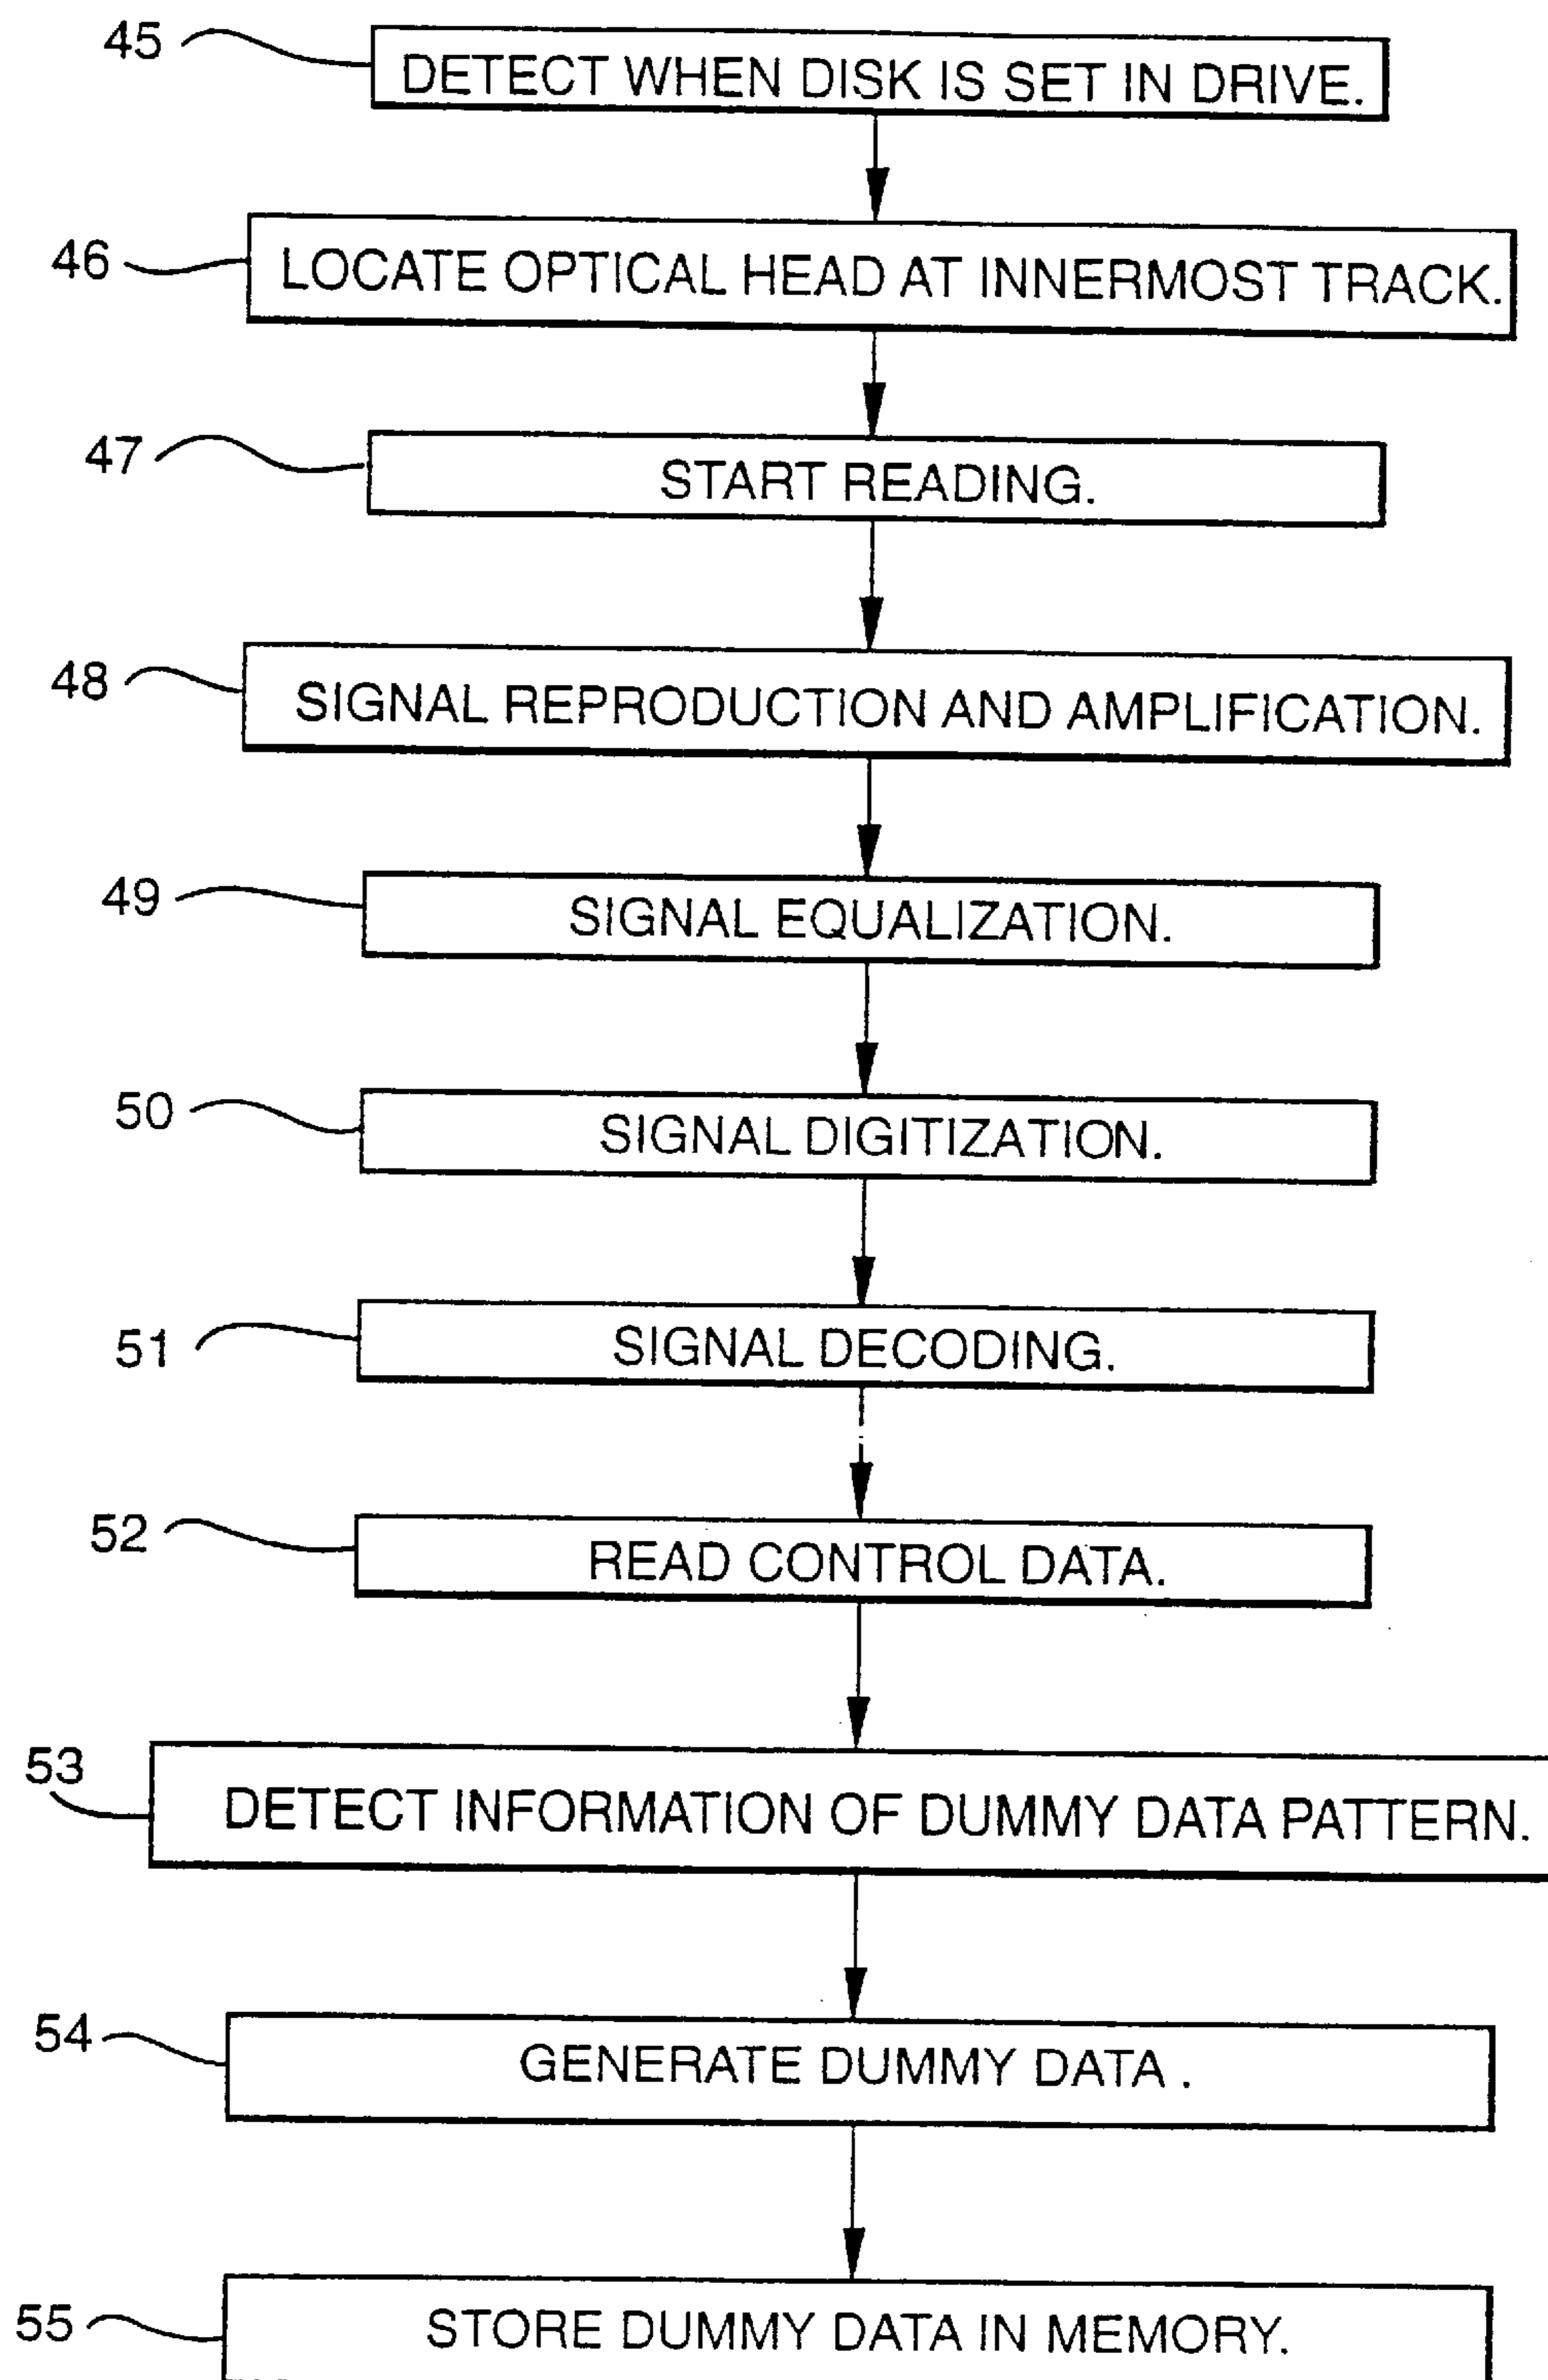 45 DETECT WHEN DISK IS SET IN DRIVE.
46 LOCATE OPTICAL HEAD AT INNERMOST TRACK.
47 START READING.
48 SIGNAL REPRODUCTION AND AMPLIFICATION.
49 SIGNAL EQUALIZATION.
50 SIGNAL DIGITIZATION.
51 SIGNAL DECODING.
52 READ CONTROL DATA.
53 DETECT INFORMATION OF DUMMY DATA PATTERN.
54 GENERATE DUMMY DATA .
55 STORE DUMMY DATA IN MEMORY.